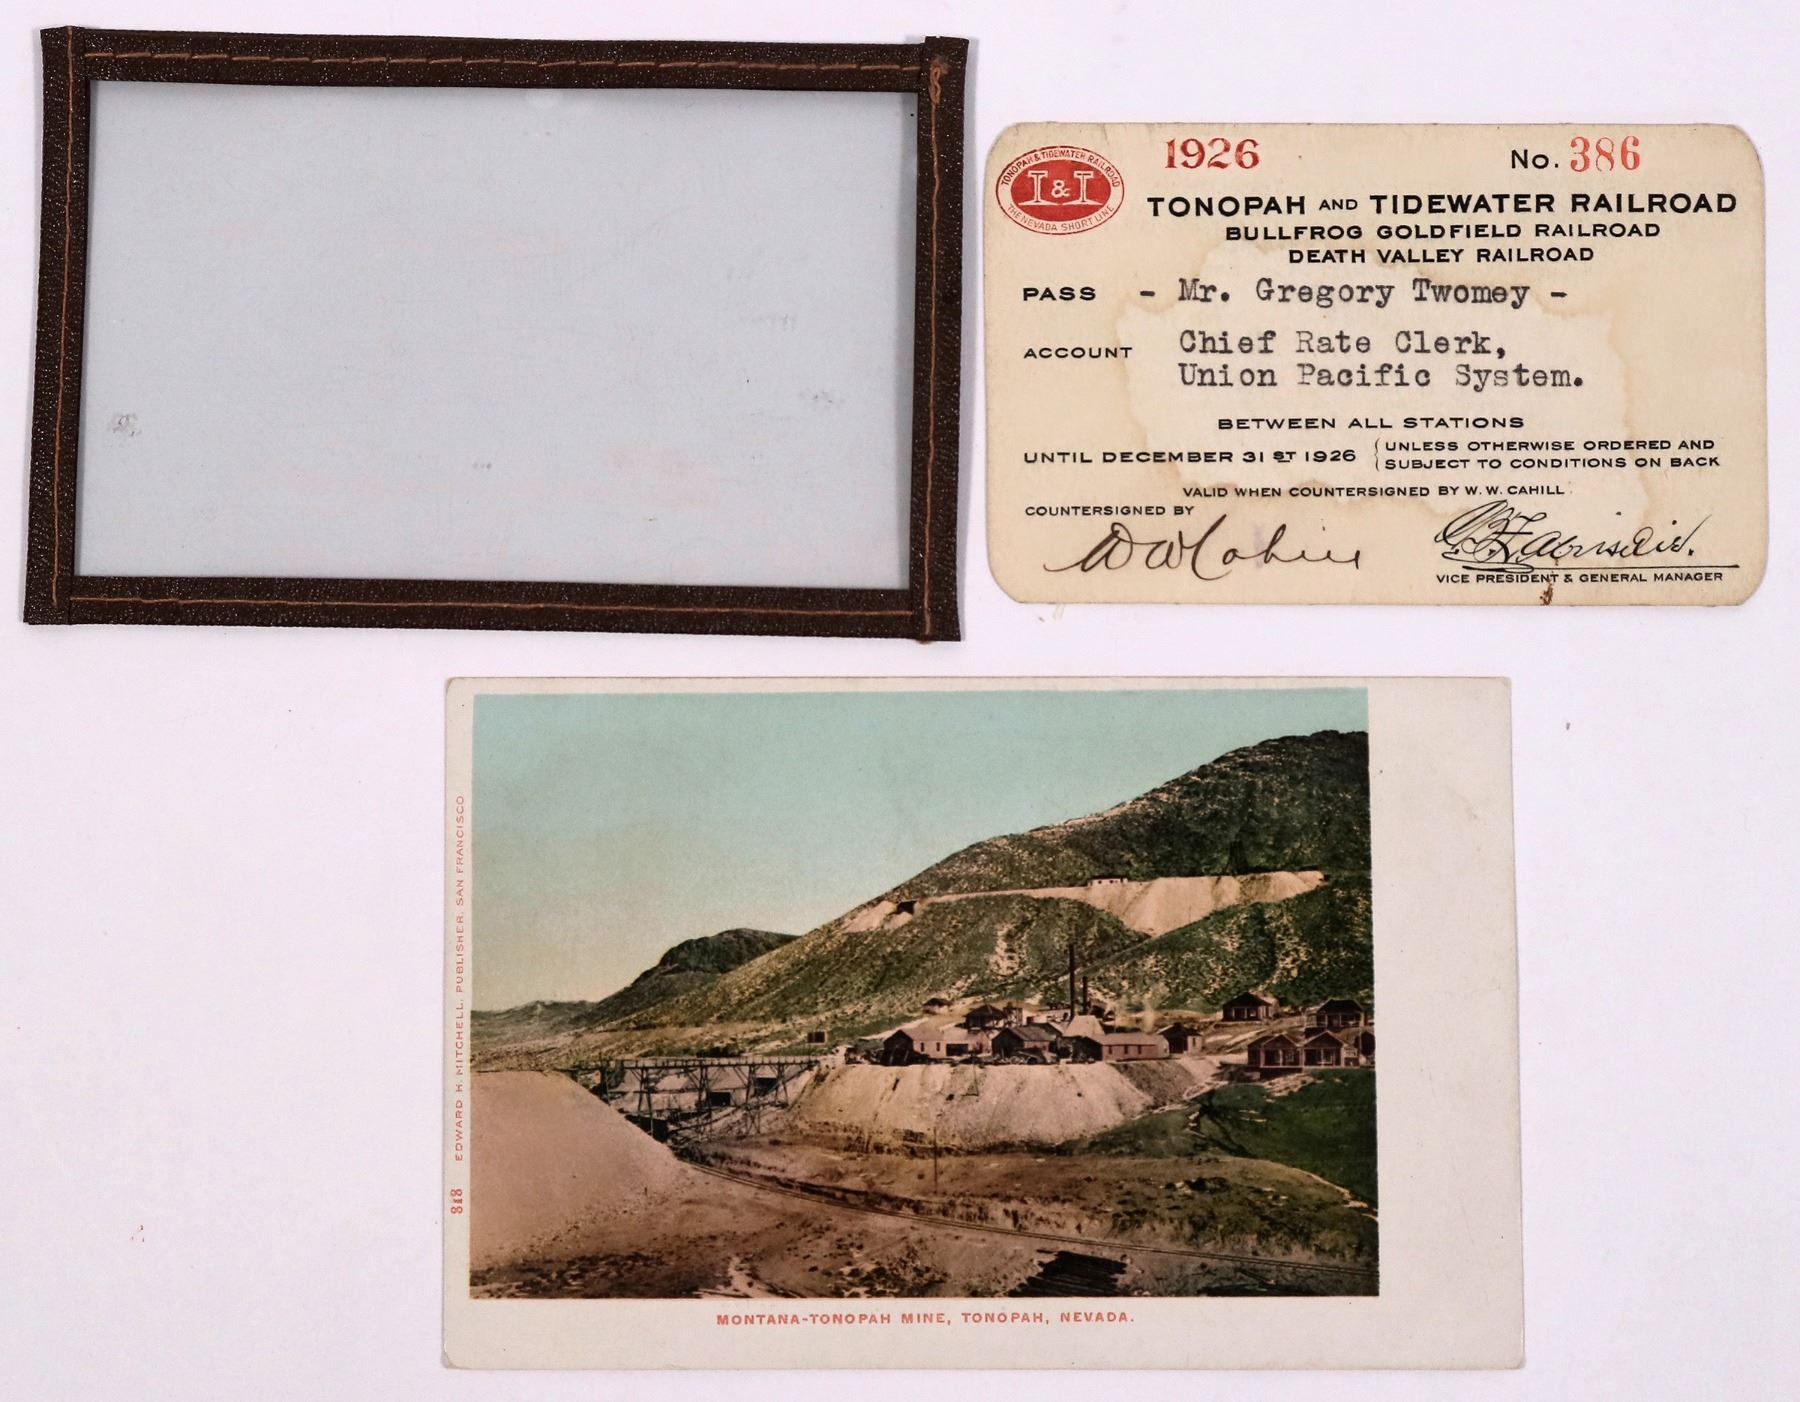 1926 No. 386
TONOPAH & TIDEWATER RAILROAD
T & T
THE NEVADA SHORT LINE
TONOPAH AND TIDEWATER RAILROAD
BULLFROG GOLDFIELD RAILROAD
DEATH VALLEY RAILROAD
PASS - Mr. Gregory Twomey -
ACCOUNT Chief Rate Clerk,
Union Pacific System.
BETWEEN ALL STATIONS
UNTIL DECEMBER 31ST 1926 { UNLESS OTHERWISE ORDERED AND
SUBJECT TO CONDITIONS ON BACK
VALID WHEN COUNTERSIGNED BY W. W. CAHILL
COUNTERSIGNED BY
W W Cahill
VICE PRESIDENT & GENERAL MANAGER
818 EDWARD H. MITCHELL, PUBLISHER, SAN FRANCISCO
MONTANA-TONOPAH MINE, TONOPAH, NEVADA.